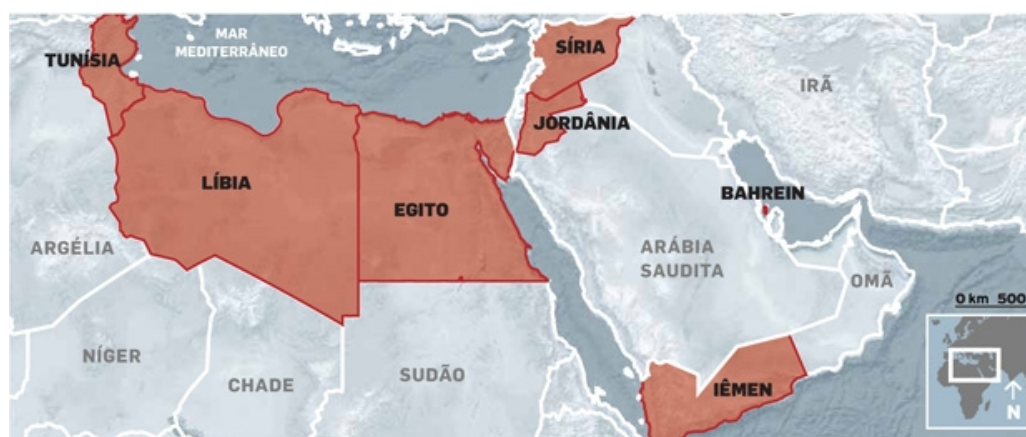 MAR
MEDITERRÂNEO
TUNÍSIA
SÍRIA
IRÃ
JORDÂNIA
LÍBIA
EGITO
BAHREIN
ARGÉLIA
ARÁBIA
SAUDITA
OMÃ
0 km 500
NÍGER
CHADE
SUDÃO
IÊMEN
N